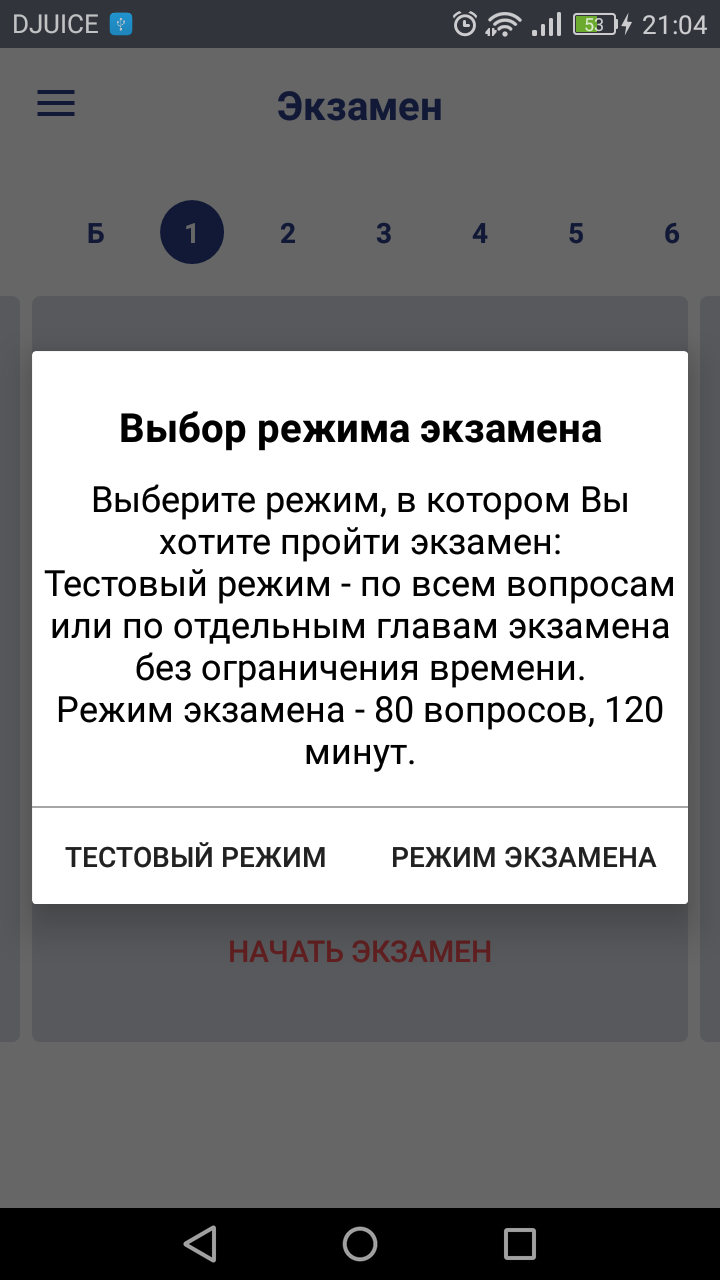 DJUICE 53 21:04
Экзамен
Б 1 2 3 4 5 6
Выбор режима экзамена
Выберите режим, в котором Вы
хотите пройти экзамен:
Тестовый режим - по всем вопросам
или по отдельным главам экзамена
без ограничения времени.
Режим экзамена - 80 вопросов, 120
минут.
ТЕСТОВЫЙ РЕЖИМ РЕЖИМ ЭКЗАМЕНА
НАЧАТЬ ЭКЗАМЕН